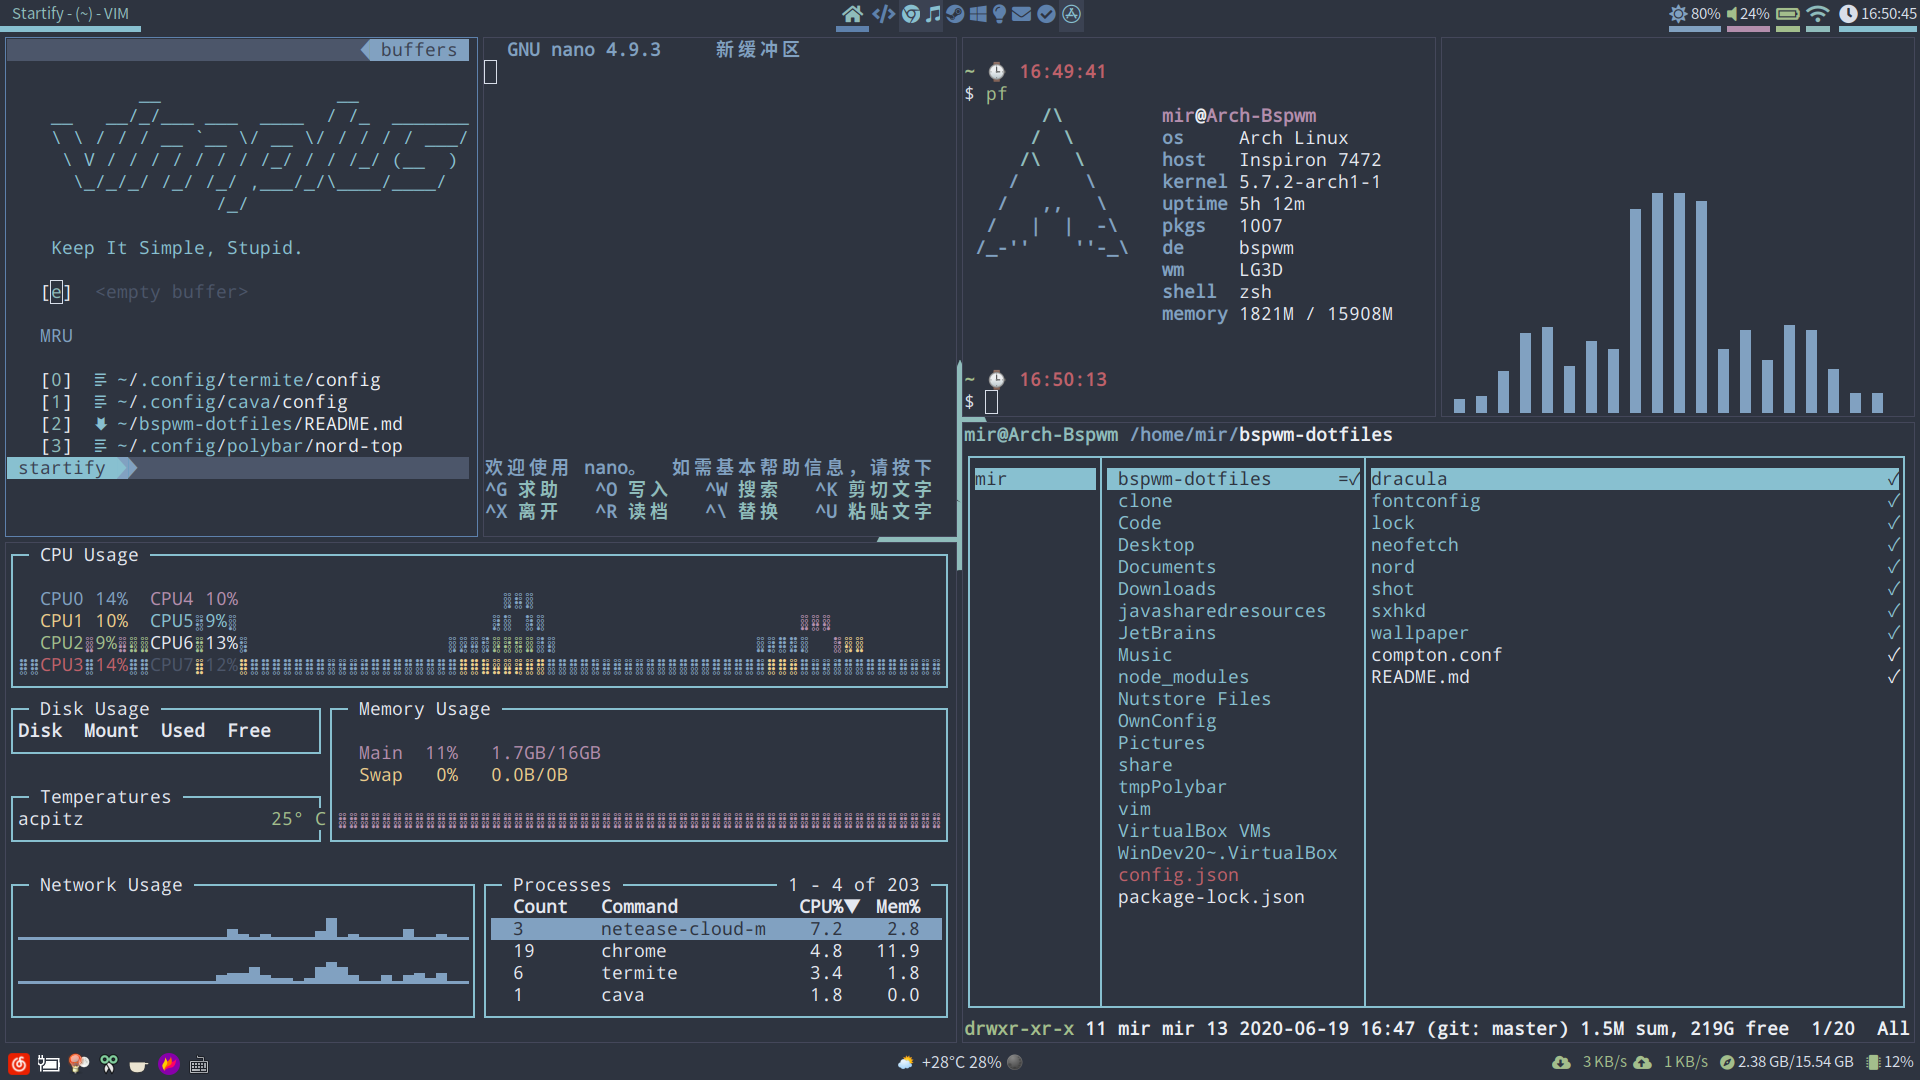 Startify - (~) - VIM
80% 24% 16:50:45
buffers
Keep It Simple, Stupid.
[e] <empty buffer>
MRU
[0] ~/.config/termite/config
[1] ~/.config/cava/config
[2] ~/bspwm-dotfiles/README.md
[3] ~/.config/polybar/nord-top
startify
GNU nano 4.9.3 新缓冲区
欢迎使用 nano。 如需基本帮助信息，请按下
^G 求助 ^O 写入 ^W 搜索 ^K 剪切文字
^X 离开 ^R 读档 ^\ 替换 ^U 粘贴文字
~ 16:49:41
$ pf
mir@Arch-Bspwm
os Arch Linux
host Inspiron 7472
kernel 5.7.2-arch1-1
uptime 5h 12m
pkgs 1007
de bspwm
wm LG3D
shell zsh
memory 1821M / 15908M
~ 16:50:13
$
CPU Usage
CPU0 14% CPU4 10%
CPU1 10% CPU5 9%
CPU2 9% CPU6 13%
CPU3 14% CPU7 12%
Disk Usage
Disk Mount Used Free
Memory Usage
Main 11% 1.7GB/16GB
Swap 0% 0.0B/0B
Temperatures
acpitz 25° C
Network Usage
Processes 1 - 4 of 203
Count Command CPU%▼ Mem%
3 netease-cloud-m 7.2 2.8
19 chrome 4.8 11.9
6 termite 3.4 1.8
1 cava 1.8 0.0
mir@Arch-Bspwm /home/mir/bspwm-dotfiles
mir bspwm-dotfiles =✓ dracula ✓
clone fontconfig ✓
Code lock ✓
Desktop neofetch ✓
Documents nord ✓
Downloads shot ✓
javasharedresources sxhkd ✓
JetBrains wallpaper ✓
Music compton.conf ✓
node_modules README.md ✓
Nutstore Files
OwnConfig
Pictures
share
tmpPolybar
vim
VirtualBox VMs
WinDev20~.VirtualBox
config.json
package-lock.json
drwxr-xr-x 11 mir mir 13 2020-06-19 16:47 (git: master) 1.5M sum, 219G free 1/20 All
+28°C 28%
3 KB/s 1 KB/s 2.38 GB/15.54 GB 12%